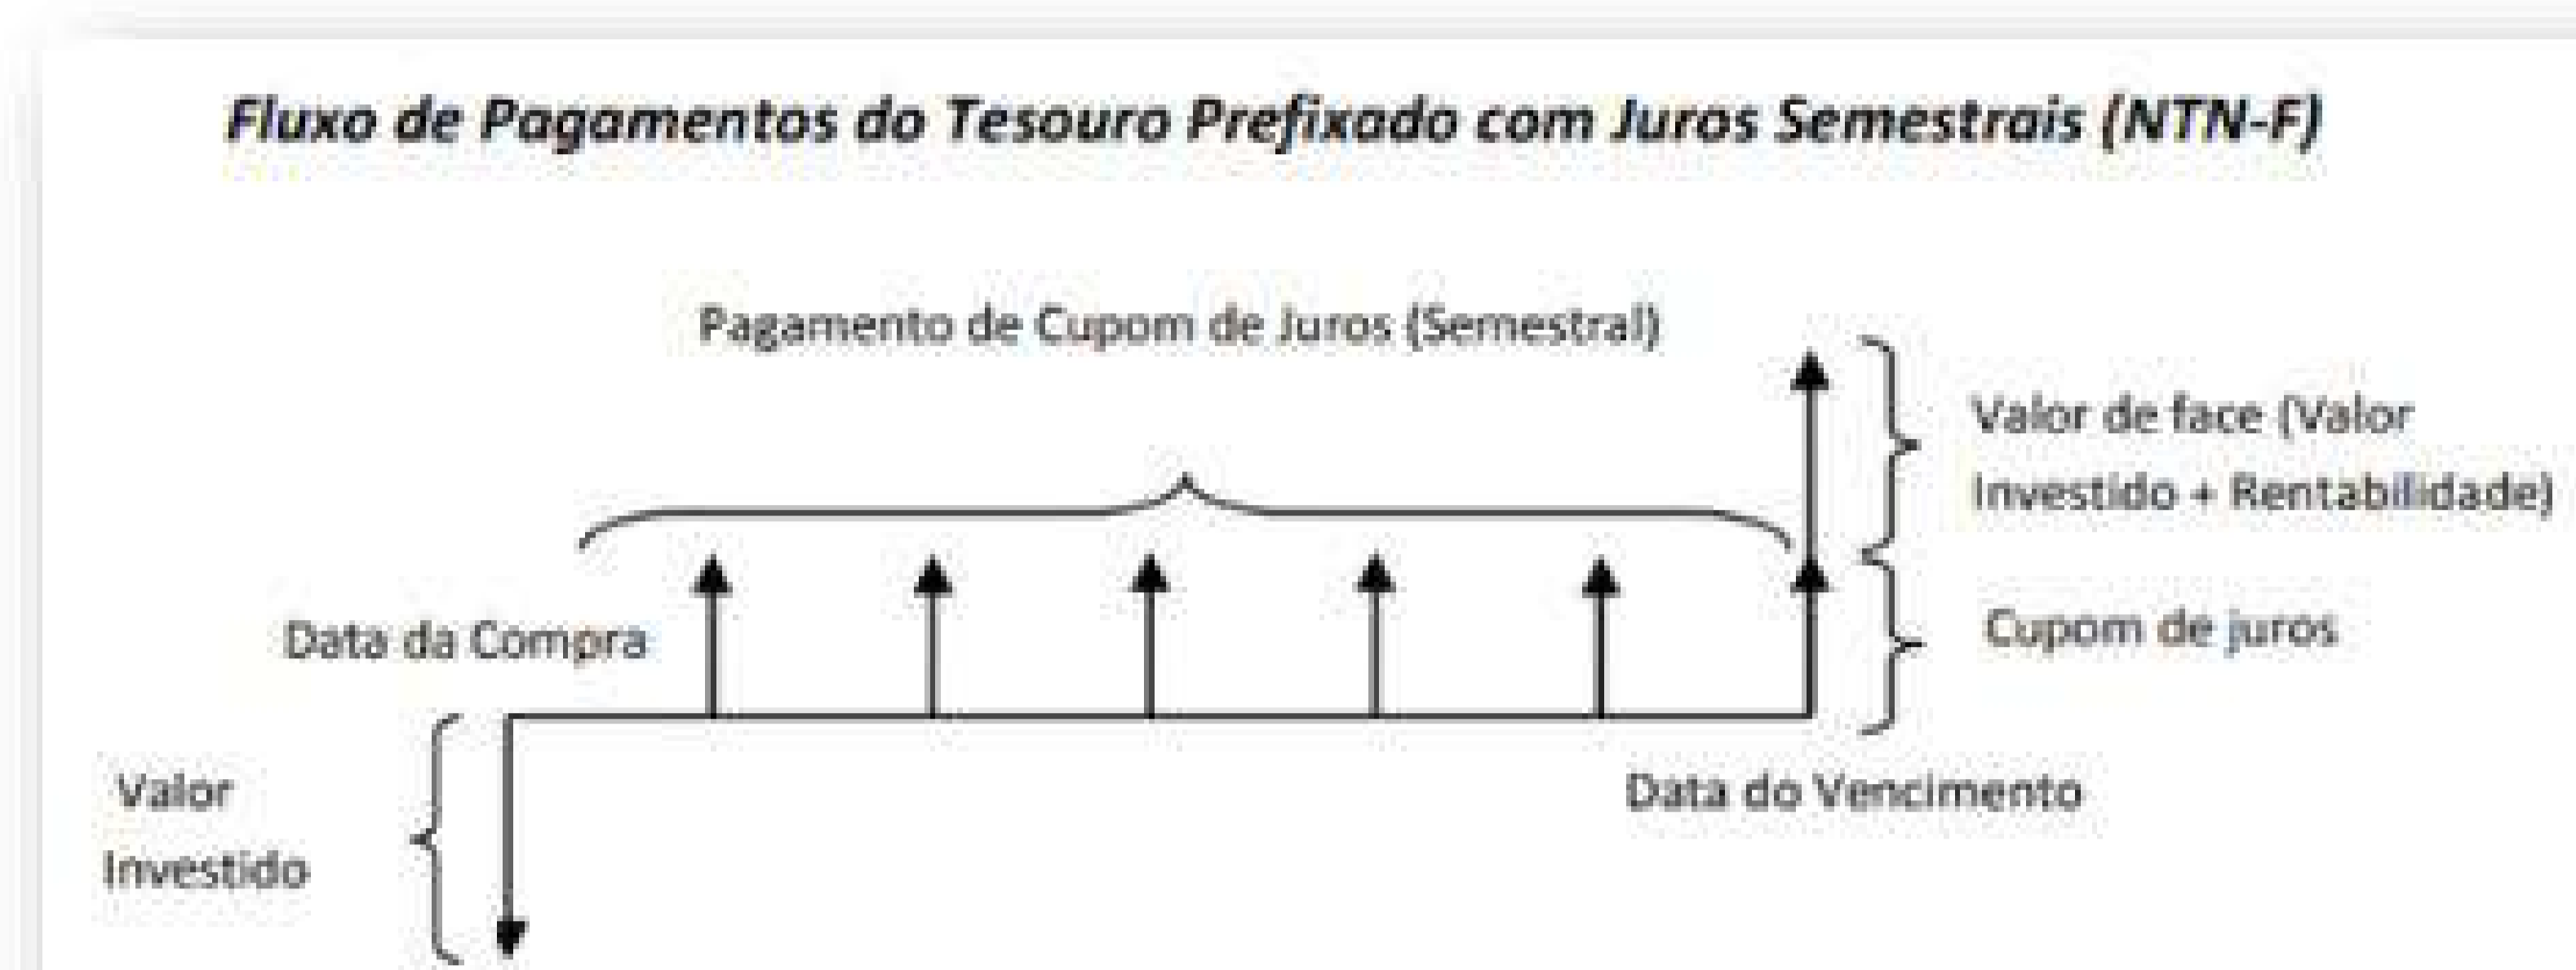 Fluxo de Pagamentos do Tesouro Prefixado com Juros Semestrais (NTN-F)
Pagamento de Cupom de Juros (Semestral)
Valor de face (Valor
Investido + Rentabilidade)
Data da Compra
Cupom de juros
Valor
Investido
Data do Vencimento